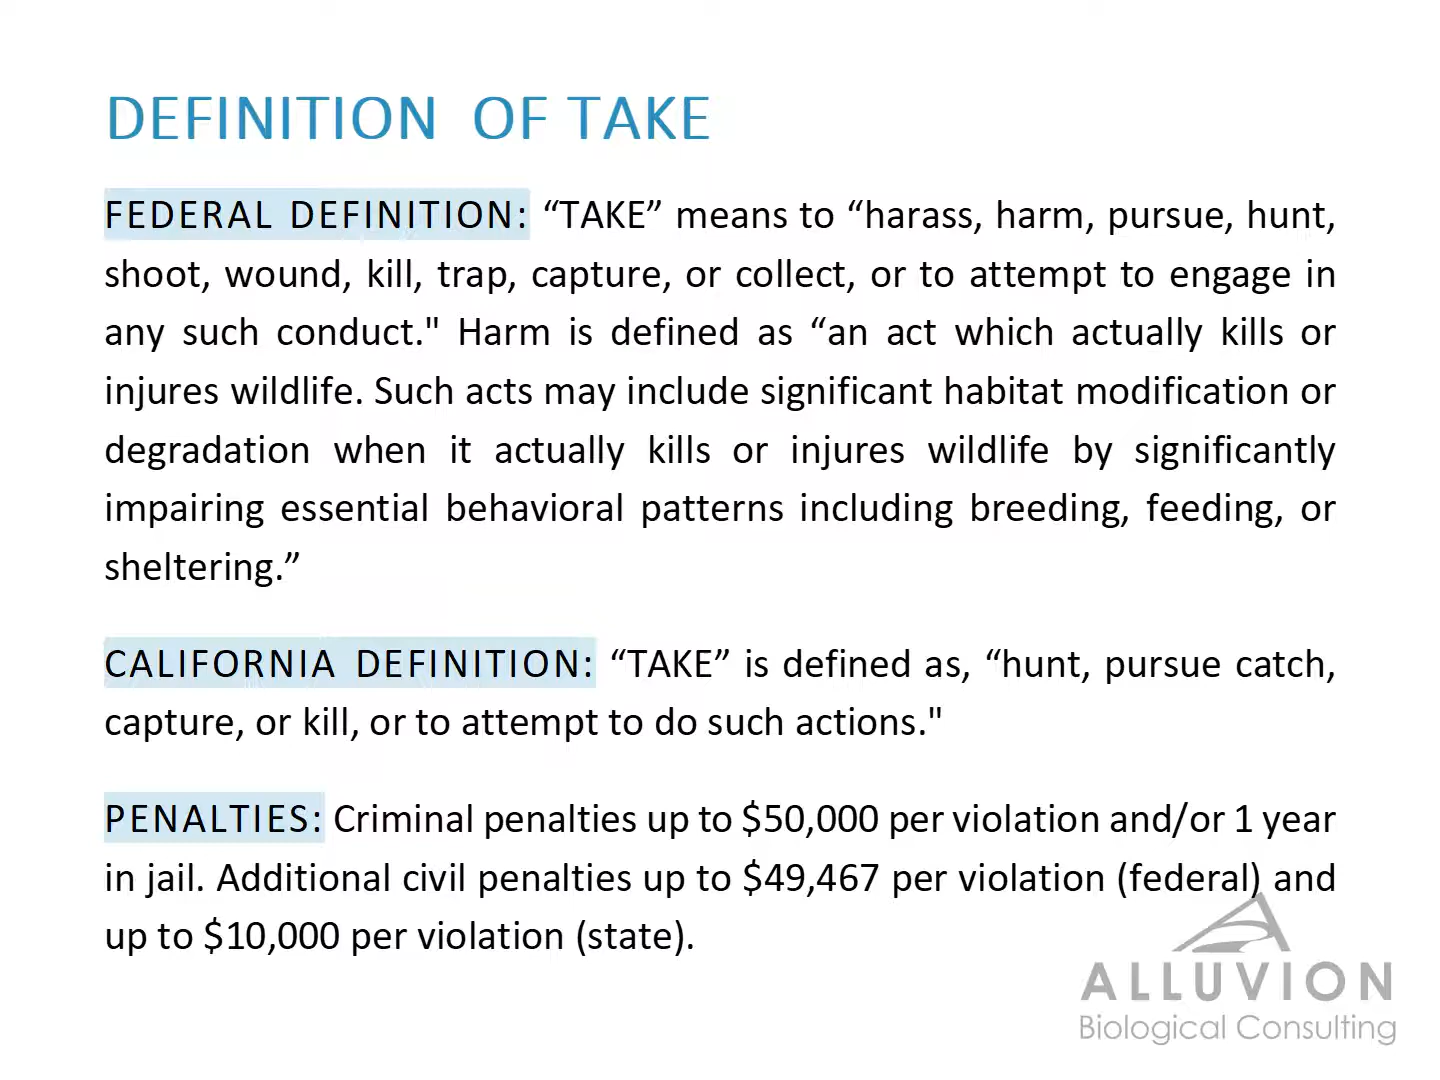 DEFINITION OF TAKE
FEDERAL DEFINITION: “TAKE” means to “harass, harm, pursue, hunt,
shoot, wound, kill, trap, capture, or collect, or to attempt to engage in
any such conduct." Harm is defined as “an act which actually kills or
injures wildlife. Such acts may include significant habitat modification or
degradation when it actually kills or injures wildlife by significantly
impairing essential behavioral patterns including breeding, feeding, or
sheltering.”
CALIFORNIA DEFINITION: “TAKE” is defined as, “hunt, pursue catch,
capture, or kill, or to attempt to do such actions."
PENALTIES: Criminal penalties up to $50,000 per violation and/or 1 year
in jail. Additional civil penalties up to $49,467 per violation (federal) and
up to $10,000 per violation (state).
ALLUVION
Biological Consulting